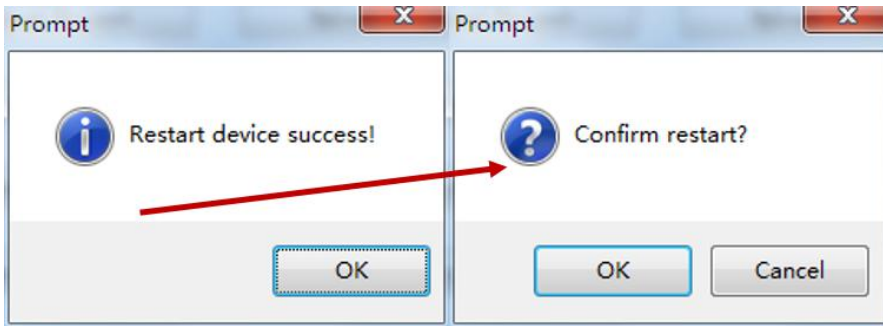 Prompt
Restart device success!
OK
Prompt
Confirm restart?
OK Cancel